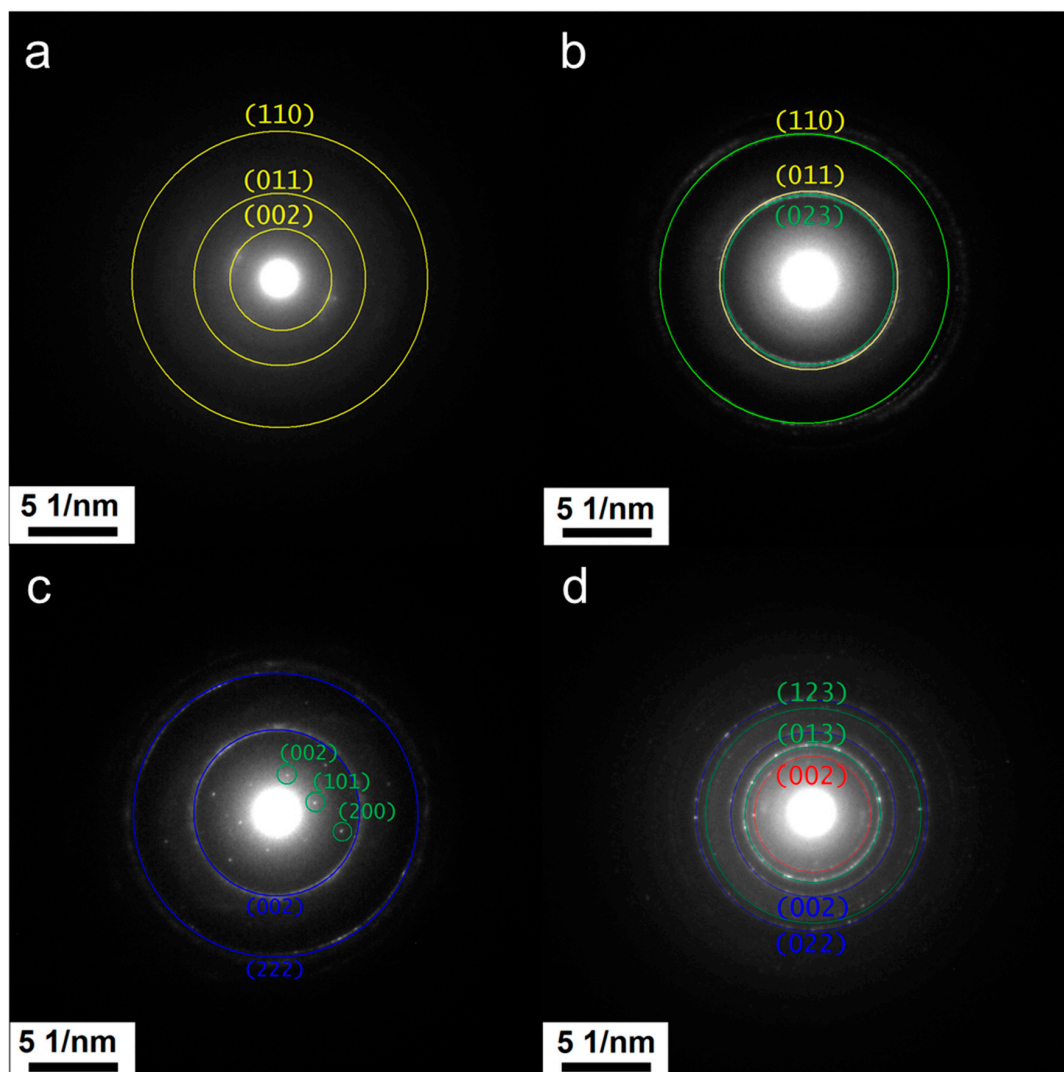 a
(110)
(011)
(002)
5 1/nm
b
(110)
(011)
(023)
5 1/nm
c
(002)
(101)
(200)
(002)
(222)
5 1/nm
d
(123)
(013)
(002)
(002)
(022)
5 1/nm